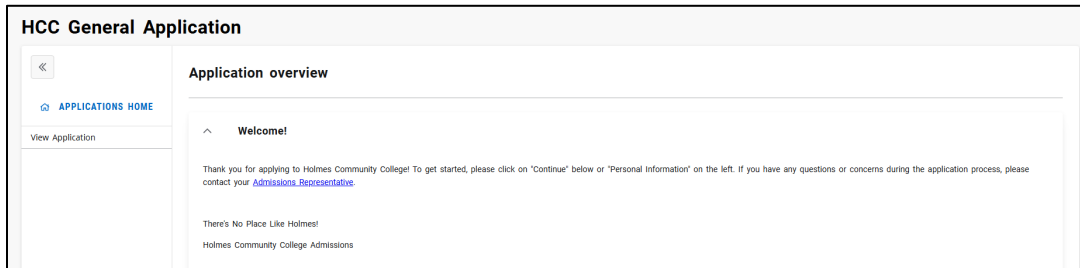 HCC General Application
Application overview
APPLICATIONS HOME
View Application
Welcome!
Thank you for applying to Holmes Community College! To get started, please click on "Continue" below or "Personal Information" on the left. If you have any questions or concerns during the application process, please
contact your Admissions Representative.
There's No Place Like Holmes!
Holmes Community College Admissions